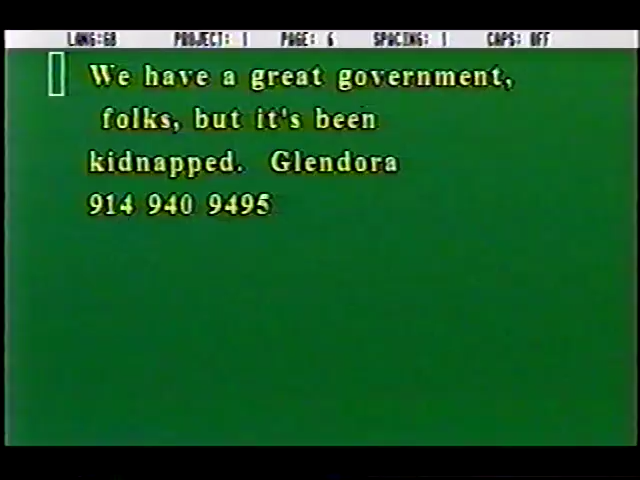 LANG:GB PROJECT: 1 PAGE: 6 SPACING: 1 CAPS: OFF
We have a great government,
folks, but it's been
kidnapped. Glendora
914 940 9495